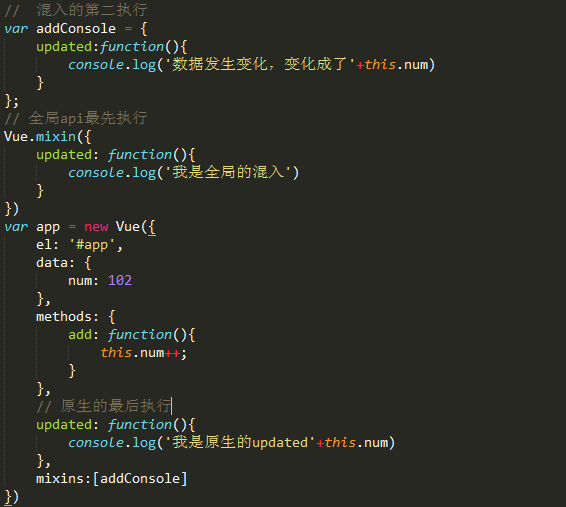 //  混入的第二执行
var addConsole = {
    updated:function(){
        console.log('数据发生变化，变化成了'+this.num)
    }
};
// 全局api最先执行
Vue.mixin({
    updated: function(){
        console.log('我是全局的混入')
    }
})
var app = new Vue({
    el: '#app',
    data: {
        num: 102
    },
    methods: {
        add: function(){
            this.num++;
        }
    },
    // 原生的最后执行
    updated: function(){
        console.log('我是原生的updated'+this.num)
    },
    mixins:[addConsole]
})